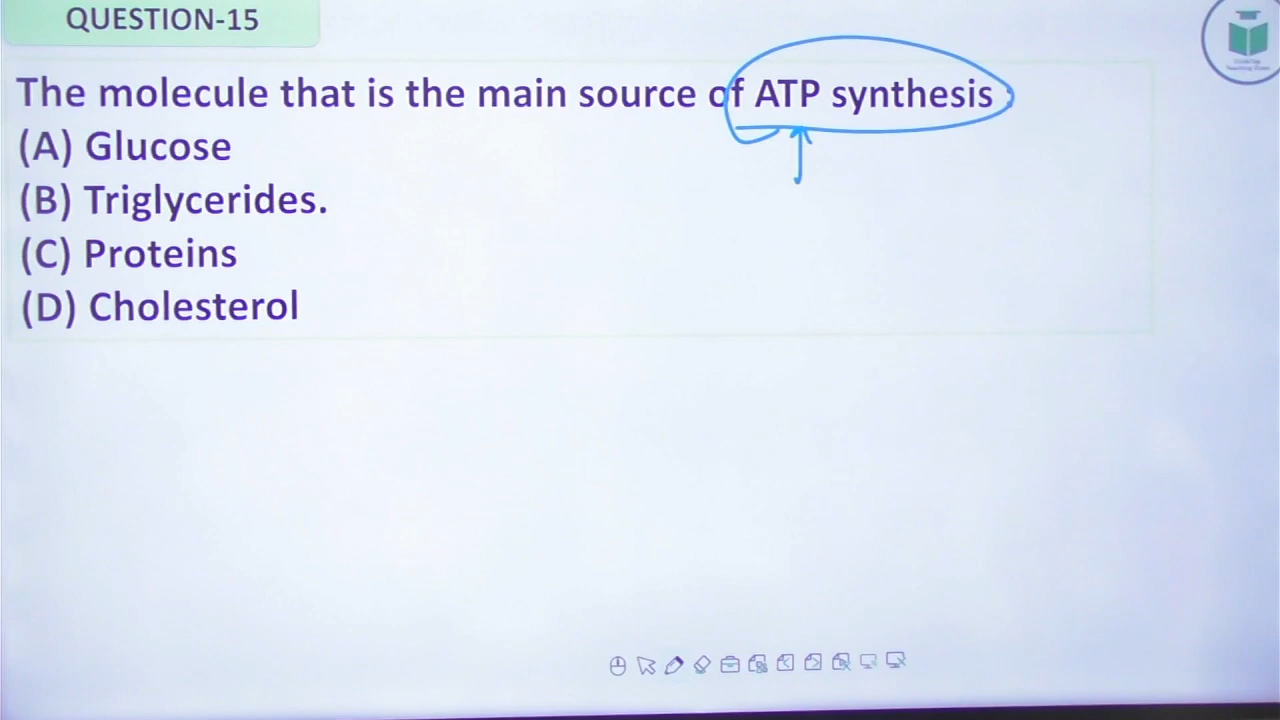 QUESTION-15
The molecule that is the main source of ATP synthesis
(A) Glucose
(B) Triglycerides.
(C) Proteins
(D) Cholesterol